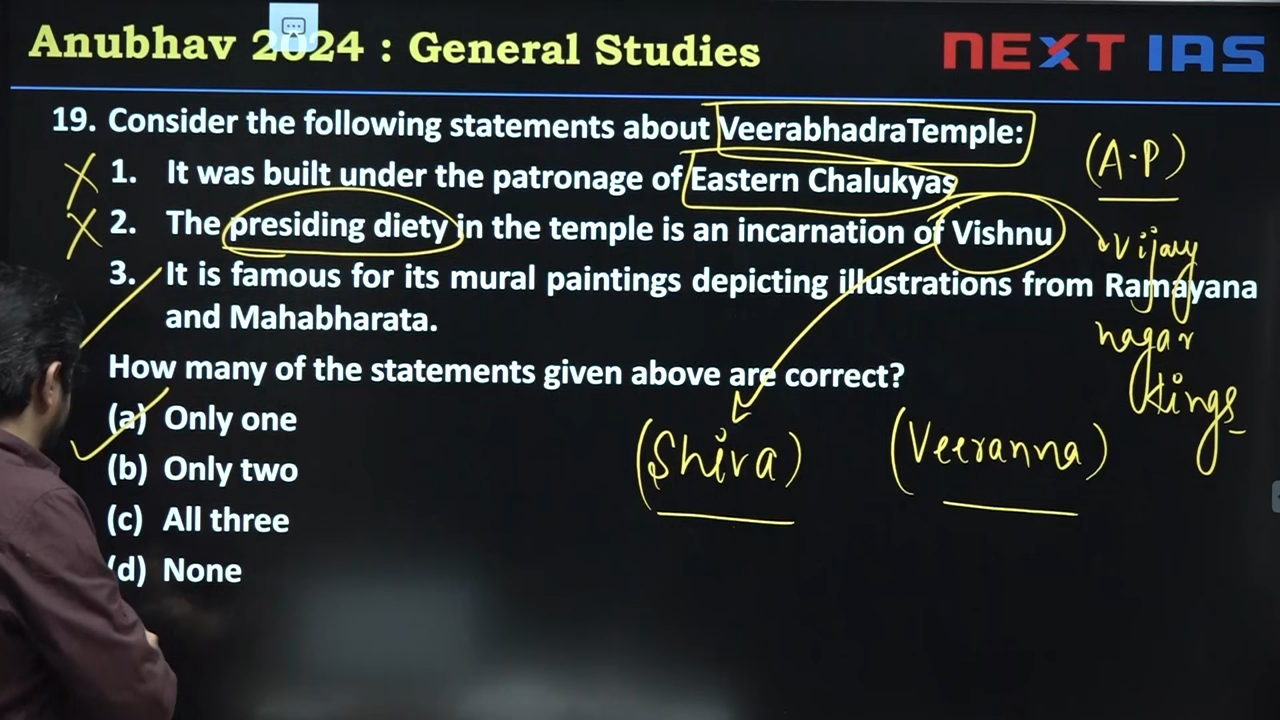 Anubhav 2024 : General Studies
NEXT IAS
19. Consider the following statements about VeerabhadraTemple:
(A.P)
X 1. It was built under the patronage of Eastern Chalukyas
X 2. The presiding diety in the temple is an incarnation of Vishnu
Vijay
3. It is famous for its mural paintings depicting illustrations from Ramayana
and Mahabharata.
nagar
How many of the statements given above are correct?
Kings
(a) Only one
(Shiva) (Veeranna)
(b) Only two
(c) All three
(d) None